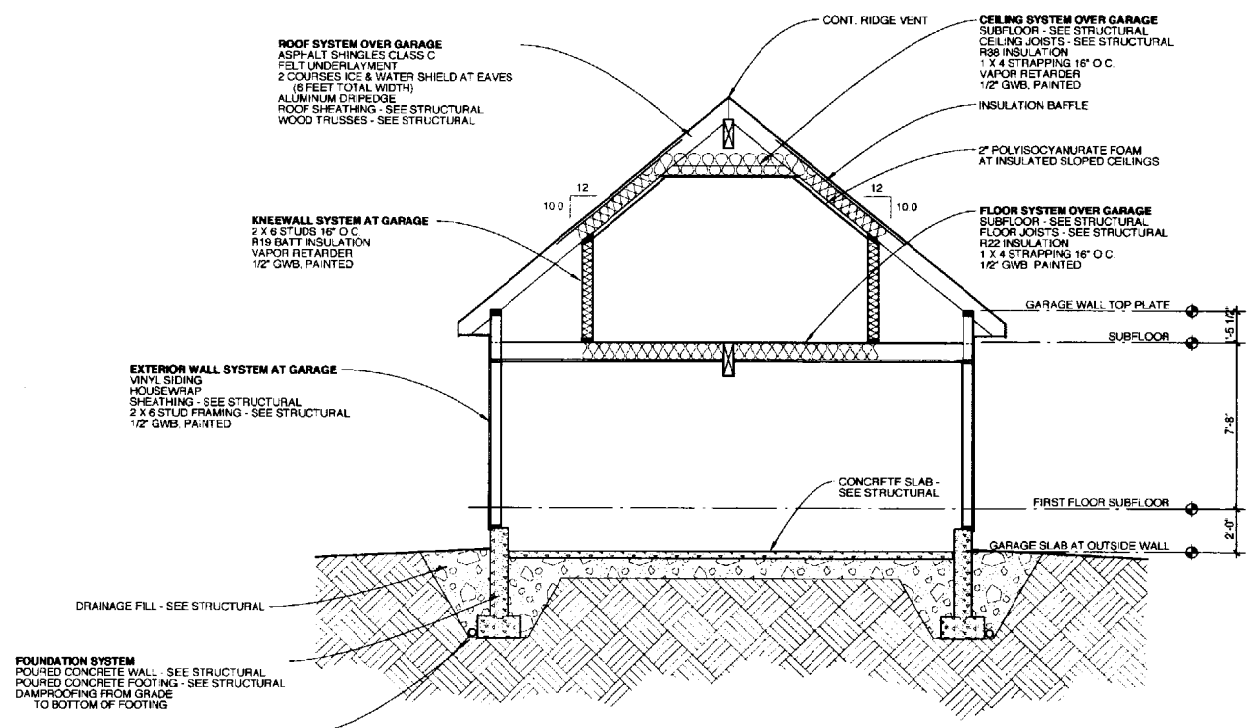 CONT. RIDGE VENT
ROOF SYSTEM OVER GARAGE
ASPHALT SHINGLES CLASS C
FELT UNDERLAYMENT
2 COURSES ICE & WATER SHIELD AT EAVES
(6 FEET TOTAL WIDTH)
ALUMINUM DRIPEDGE
ROOF SHEATHING - SEE STRUCTURAL
WOOD TRUSSES - SEE STRUCTURAL
CEILING SYSTEM OVER GARAGE
SUBFLOOR - SEE STRUCTURAL
CEILING JOISTS - SEE STRUCTURAL
R38 INSULATION
1 X 4 STRAPPING 16" O.C.
VAPOR RETARDER
1/2" GWB, PAINTED
INSULATION BAFFLE
2" POLYISOCYANURATE FOAM
AT INSULATED SLOPED CEILINGS
12
10.0
12
10.0
KNEEWALL SYSTEM AT GARAGE
2 X 6 STUDS 16" O.C.
R19 BATT INSULATION
VAPOR RETARDER
1/2" GWB, PAINTED
FLOOR SYSTEM OVER GARAGE
SUBFLOOR - SEE STRUCTURAL
FLOOR JOISTS - SEE STRUCTURAL
R22 INSULATION
1 X 4 STRAPPING 16" O.C.
1/2" GWB PAINTED
GARAGE WALL TOP PLATE
SUBFLOOR
EXTERIOR WALL SYSTEM AT GARAGE
VINYL SIDING
HOUSEWRAP
SHEATHING - SEE STRUCTURAL
2 X 6 STUD FRAMING - SEE STRUCTURAL
1/2" GWB, PAINTED
7'-8"
CONCRETE SLAB -
SEE STRUCTURAL
FIRST FLOOR SUBFLOOR
2'-0"
GARAGE SLAB AT OUTSIDE WALL
DRAINAGE FILL - SEE STRUCTURAL
FOUNDATION SYSTEM
POURED CONCRETE WALL - SEE STRUCTURAL
POURED CONCRETE FOOTING - SEE STRUCTURAL
DAMPROOFING FROM GRADE
TO BOTTOM OF FOOTING